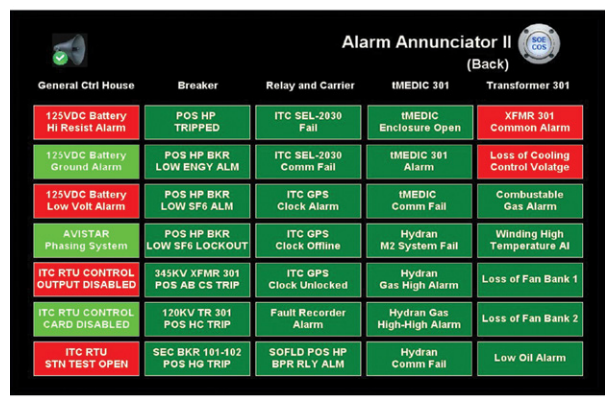 Alarm Annunciator II
SOE
COS
(Back)
General Ctrl House
Breaker
Relay and Carrier
tMEDIC 301
Transformer 301
125VDC Battery
Hi Resist Alarm
POS HP
TRIPPED
ITC SEL-2030
Fail
tMEDIC
Enclosure Open
XFMR 301
Common Alarm
125VDC Battery
Ground Alarm
POS HP BKR
LOW ENGY ALM
ITC SEL-2030
Comm Fail
tMEDIC 301
Alarm
Loss of Cooling
Control Volatge
125VDC Battery
Low Volt Alarm
POS HP BKR
LOW SF6 ALM
ITC GPS
Clock Alarm
tMEDIC
Comm Fail
Combustable
Gas Alarm
AVISTAR
Phasing System
POS HP BKR
LOW SF6 LOCKOUT
ITC GPS
Clock Offline
Hydran
M2 System Fail
Winding High
Temperature Al
ITC RTU CONTROL
OUTPUT DISABLED
345KV XFMR 301
POS AB CS TRIP
ITC GPS
Clock Unlocked
Hydran
Gas High Alarm
Loss of Fan Bank 1
ITC RTU CONTROL
CARD DISABLED
120KV TR 301
POS HC TRIP
Fault Recorder
Alarm
Hydran Gas
High-High Alarm
Loss of Fan Bank 2
ITC RTU
STN TEST OPEN
SEC BKR 101-102
POS HG TRIP
SOFLD POS HP
BPR RLY ALM
Hydran
Comm Fail
Low Oil Alarm